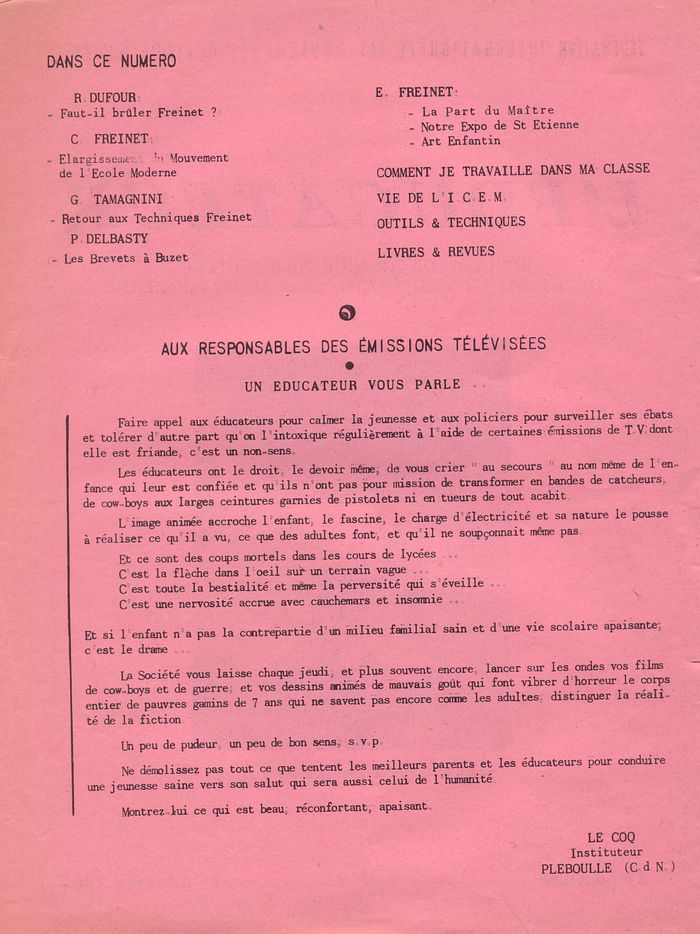 DANS CE NUMERO
R. DUFOUR:
- Faut-il brûler Freinet ?
C. FREINET:
- Elargissement du Mouvement
de l'Ecole Moderne
G. TAMAGNINI
- Retour aux Techniques Freinet
P. DELBASTY
- Les Brevets à Buzet
E. FREINET:
- La Part du Maître
- Notre Expo de St Etienne
- Art Enfantin
COMMENT JE TRAVAILLE DANS MA CLASSE
VIE DE L'I.C.E.M.
OUTILS & TECHNIQUES
LIVRES & REVUES
AUX RESPONSABLES DES ÉMISSIONS TÉLÉVISÉES
UN EDUCATEUR VOUS PARLE ..
Faire appel aux éducateurs pour calmer la jeunesse et aux policiers pour surveiller ses ébats
et tolérer d'autre part qu'on l'intoxique régulièrement à l'aide de certaines émissions de T.V. dont
elle est friande, c'est un non-sens.
Les éducateurs ont le droit, le devoir même, de vous crier " au secours " au nom même de l'en-
fance qui leur est confiée et qu'ils n'ont pas pour mission de transformer en bandes de catcheurs,
de cow-boys aux larges ceintures garnies de pistolets ni en tueurs de tout acabit.
L'image animée accroche l'enfant, le fascine, le charge d'électricité et sa nature le pousse
à réaliser ce qu'il a vu, ce que des adultes font, et qu'il ne soupçonnait même pas.
Et ce sont des coups mortels dans les cours de lycées ...
C'est la flèche dans l'oeil sur un terrain vague ...
C'est toute la bestialité et même la perversité qui s'éveille ...
C'est une nervosité accrue avec cauchemars et insomnie ...
Et si l'enfant n'a pas la contrepartie d'un milieu familial sain et d'une vie scolaire apaisante,
c'est le drame ...
La Société vous laisse chaque jeudi, et plus souvent encore, lancer sur les ondes vos films
de cow-boys et de guerre, et vos dessins animés de mauvais goût qui font vibrer d'horreur le corps
entier de pauvres gamins de 7 ans qui ne savent pas encore comme les adultes, distinguer la réali-
té de la fiction.
Un peu de pudeur, un peu de bon sens, s.v.p.
Ne démolissez pas tout ce que tentent les meilleurs parents et les éducateurs pour conduire
une jeunesse saine vers son salut qui sera aussi celui de l'humanité.
Montrez-lui ce qui est beau, réconfortant, apaisant.
LE COQ
Instituteur
PLEBOULLE (C.d N.)